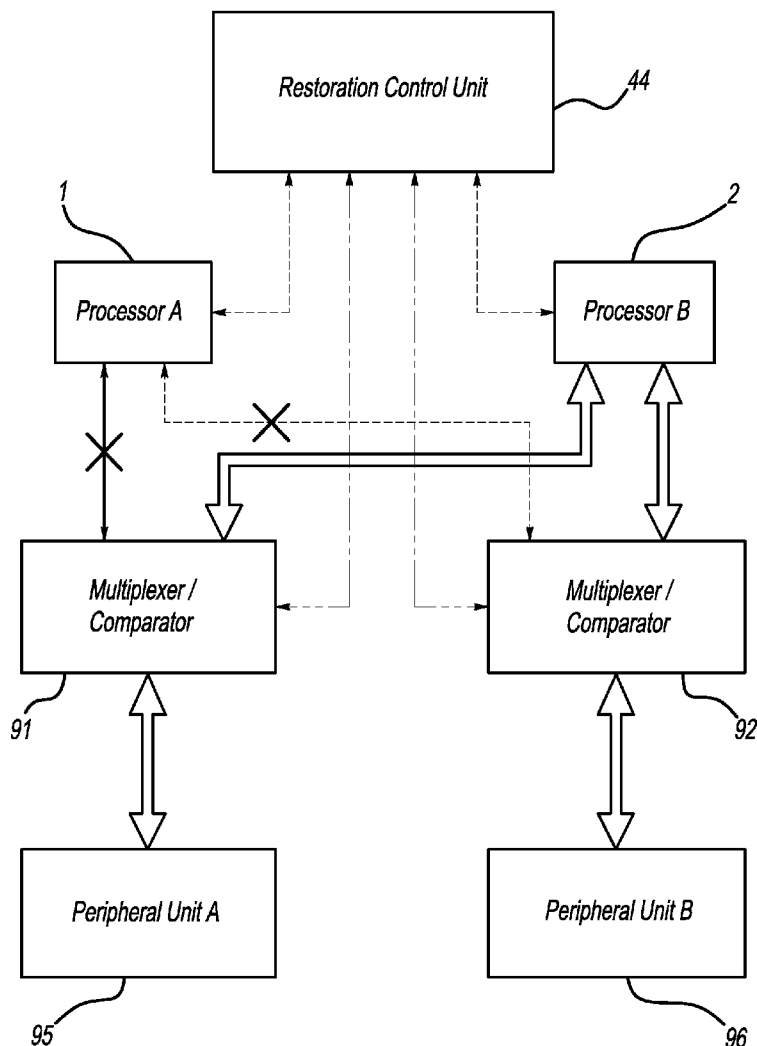 Restoration Control Unit
44
1
2
Processor A
Processor B
Multiplexer /
Comparator
Multiplexer /
Comparator
91
92
Peripheral Unit A
Peripheral Unit B
95
96